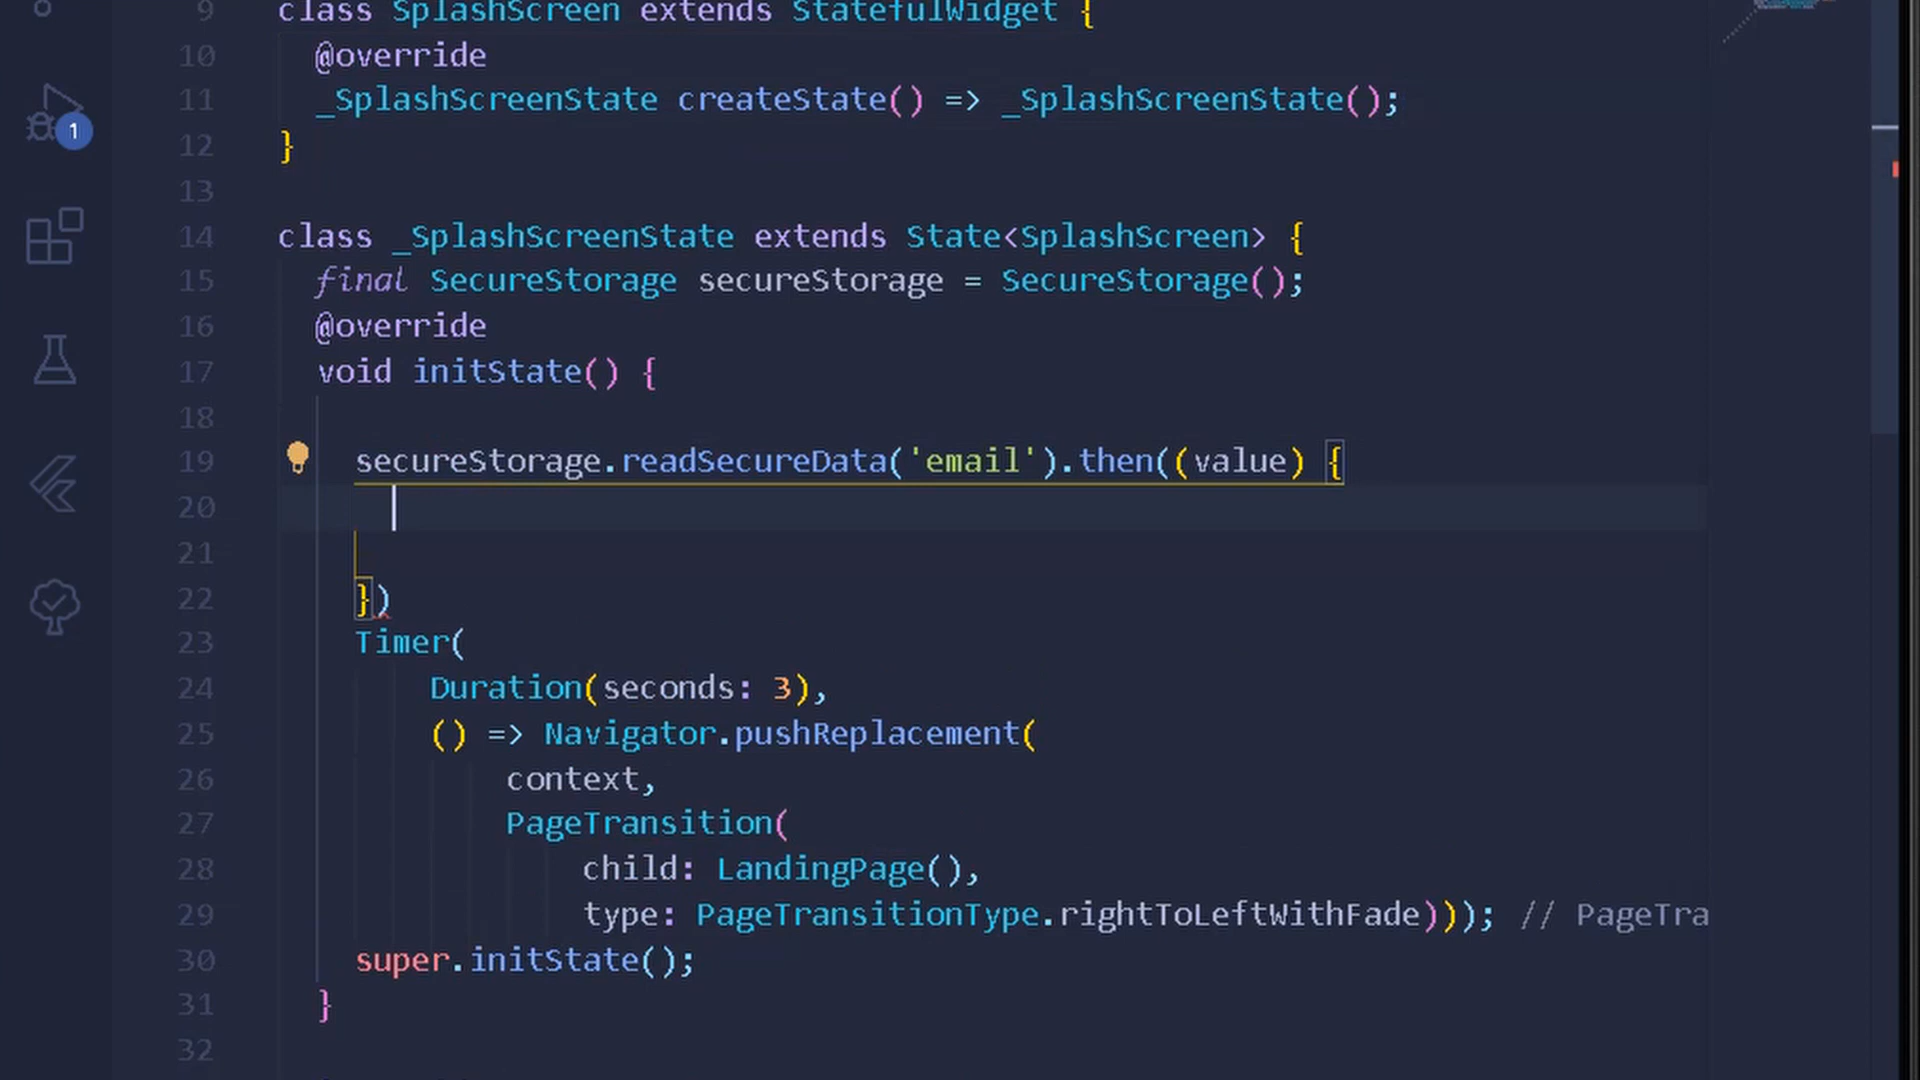 9 class SplashScreen extends StatefulWidget {
10 @override
11 _SplashScreenState createState() => _SplashScreenState();
12 }
13
14 class _SplashScreenState extends State<SplashScreen> {
15 final SecureStorage secureStorage = SecureStorage();
16 @override
17 void initState() {
18
19 secureStorage.readSecureData('email').then((value) {
20
21
22 })
23 Timer(
24 Duration(seconds: 3),
25 () => Navigator.pushReplacement(
26 context,
27 PageTransition(
28 child: LandingPage(),
29 type: PageTransitionType.rightToLeftWithFade))); // PageTra
30 super.initState();
31 }
32
1